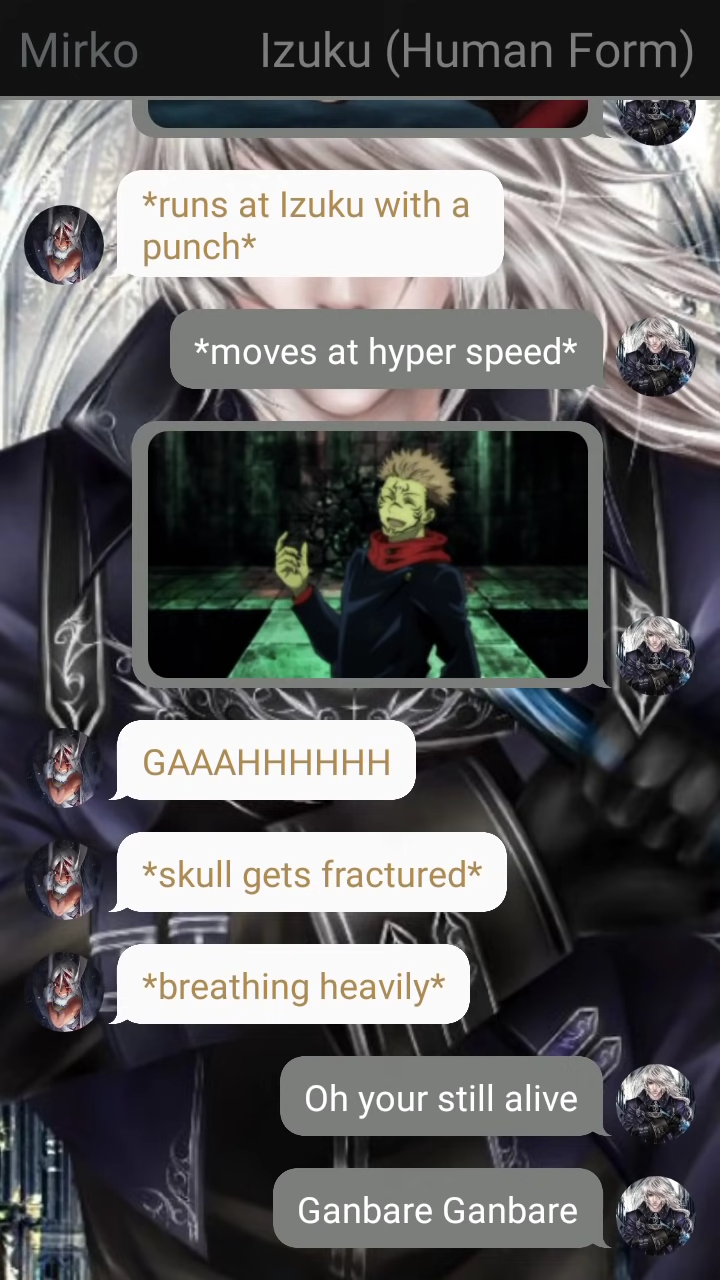 Mirko
Izuku (Human Form)
*runs at Izuku with a
punch*
*moves at hyper speed*
GAAAHHHHHH
*skull gets fractured*
*breathing heavily*
Oh your still alive
Ganbare Ganbare